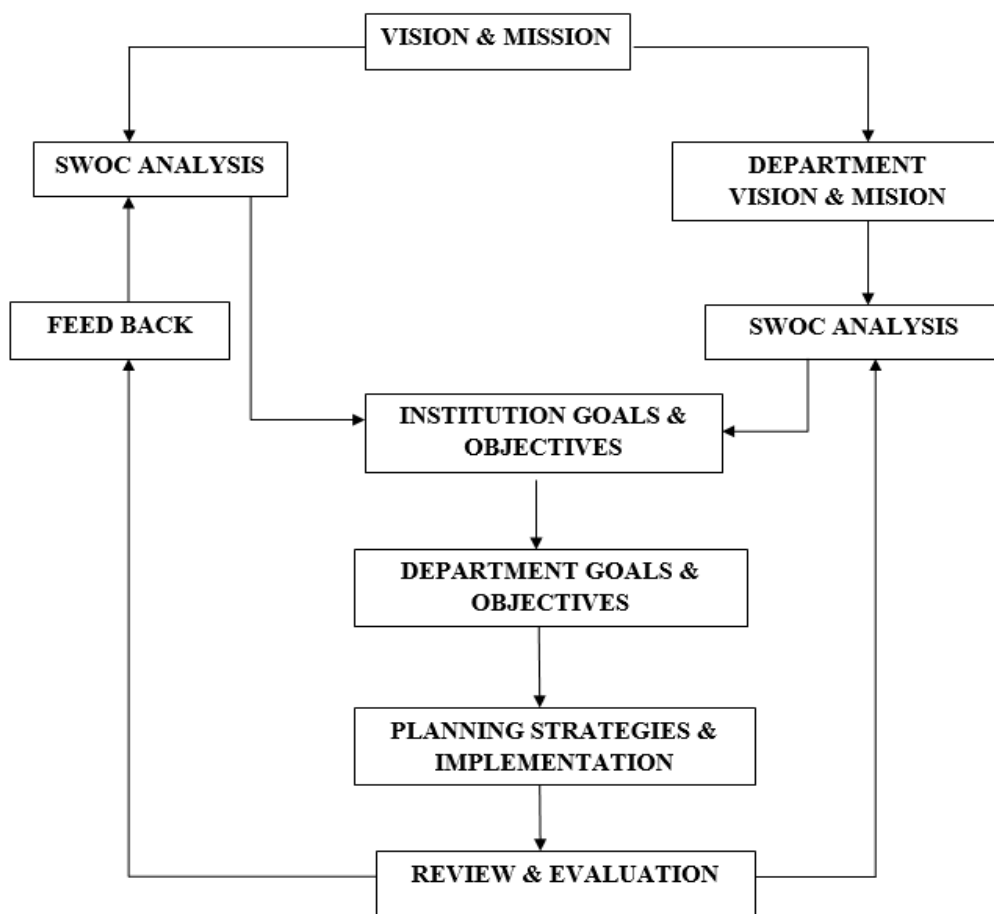 VISION & MISSION
SWOC ANALYSIS
DEPARTMENT
VISION & MISION
FEED BACK
SWOC ANALYSIS
INSTITUTION GOALS &
OBJECTIVES
DEPARTMENT GOALS &
OBJECTIVES
PLANNING STRATEGIES &
IMPLEMENTATION
REVIEW & EVALUATION